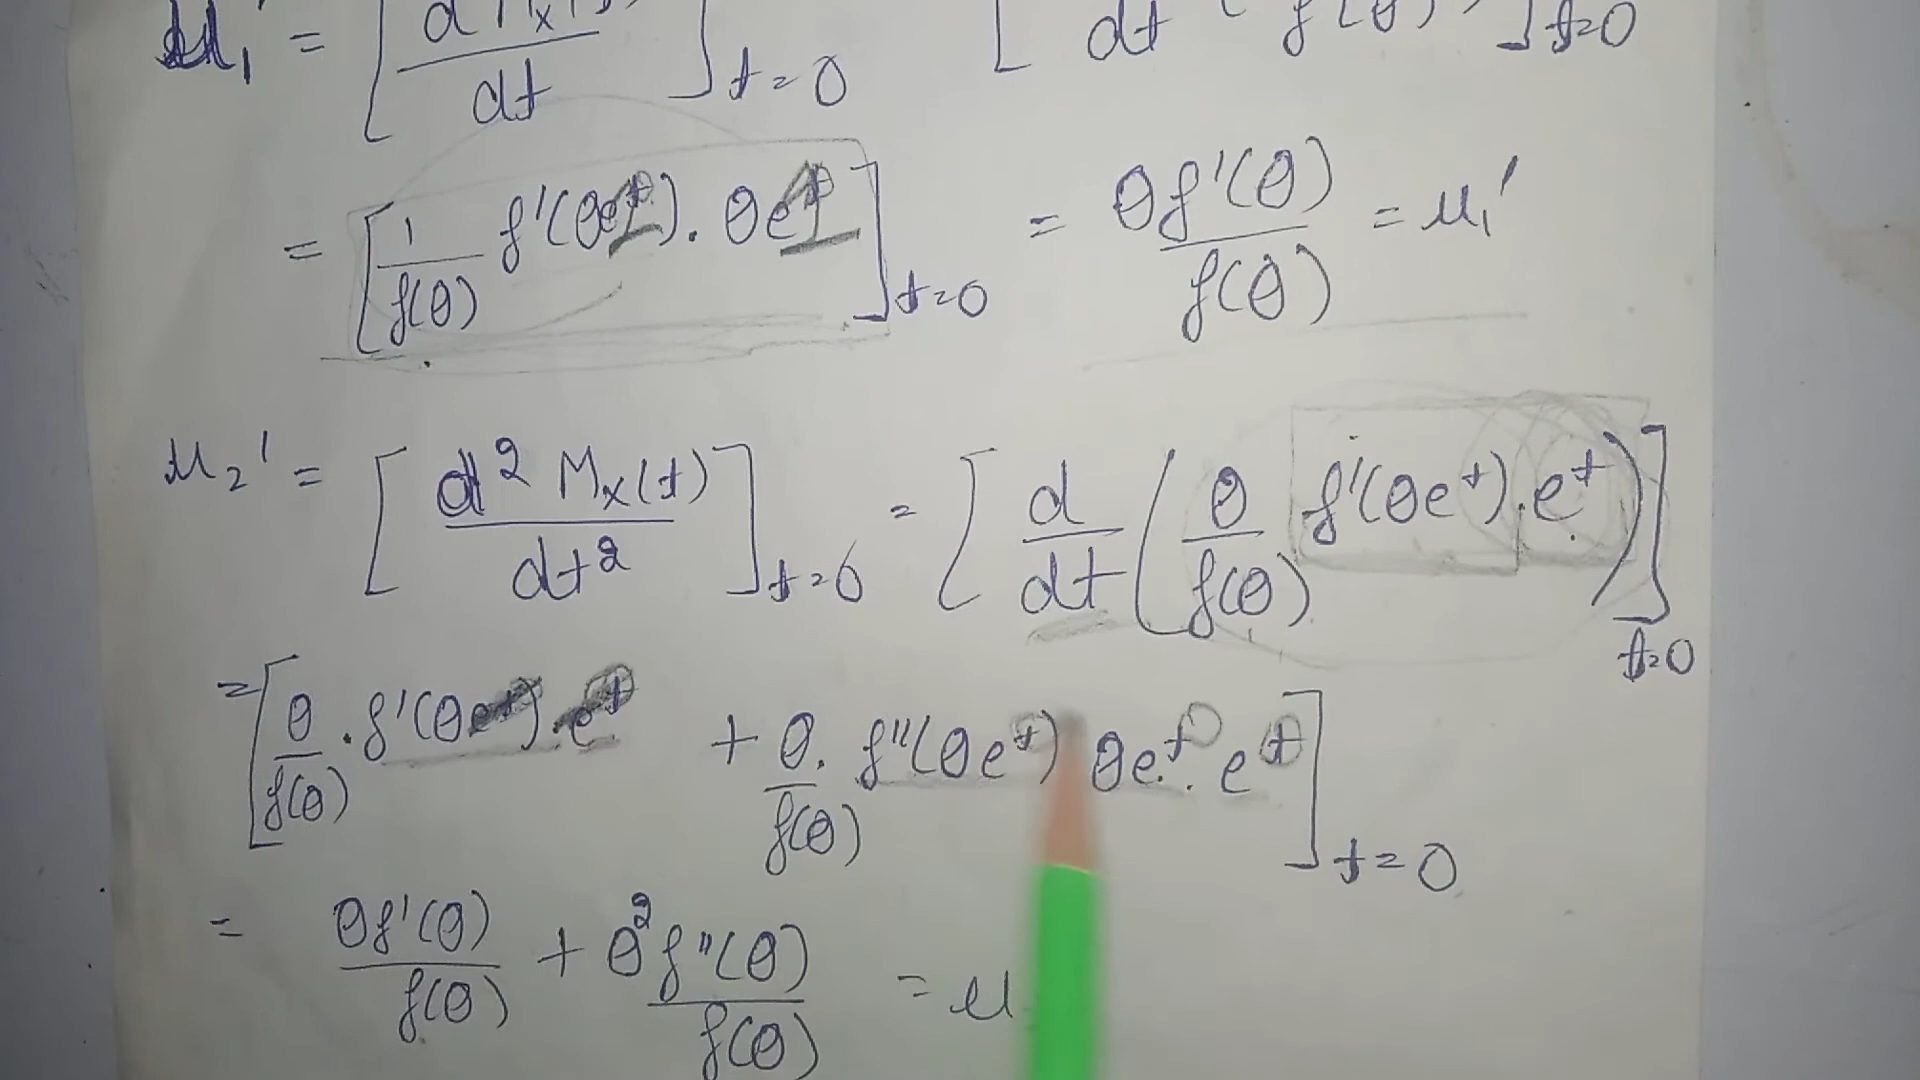 μ₁' = [ d Mx(t) / dt ] t=0 [ d / dt ( f(θ) ) ] t=0
= [ 1 / f(θ) f'(θeᵗ). θeᵗ ] t=0 = θf'(θ) / f(θ) = μ₁'
μ₂' = [ d² Mx(t) / dt² ] t=0 = [ d / dt ( θ / f(θ) f'(θeᵗ).eᵗ ) ] t=0
= [ θ / f(θ) . f'(θeᵗ).eᵗ + θ. / f(θ) f''(θeᵗ) θeᵗ. eᵗ ] t=0
= θf'(θ) / f(θ) + θ² f''(θ) / f(θ) = μ